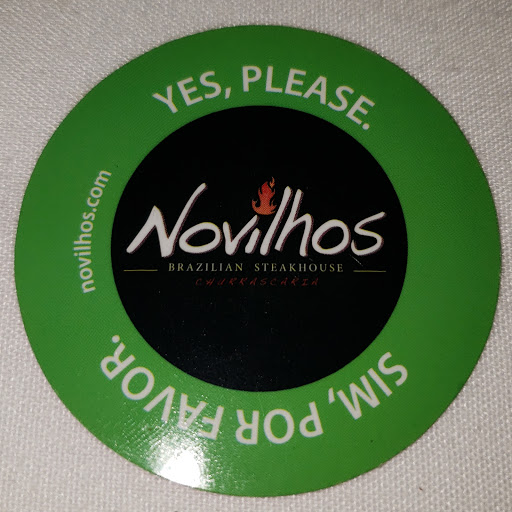 YES, PLEASE.
novilhos.com
Novilhos
BRAZILIAN STEAKHOUSE
CHURRASCARIA
SIM, POR FAVOR.